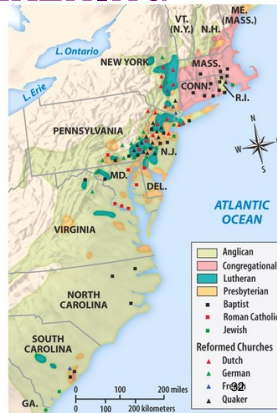 ME.
(MASS.)
VT.
(N.Y.)
N.H.
L. Ontario
NEW YORK
MASS.
CONN.
R.I.
L. Erie
PENNSYLVANIA
N.J.
MD.
DEL.
ATLANTIC
OCEAN
VIRGINIA
NORTH
CAROLINA
SOUTH
CAROLINA
GA.
N
W
E
S
Anglican
Congregational
Lutheran
Presbyterian
Baptist
Roman Catholic
Jewish
Reformed Churches
Dutch
German
Quaker
32
0
100
200 miles
0
100
200 kilometers